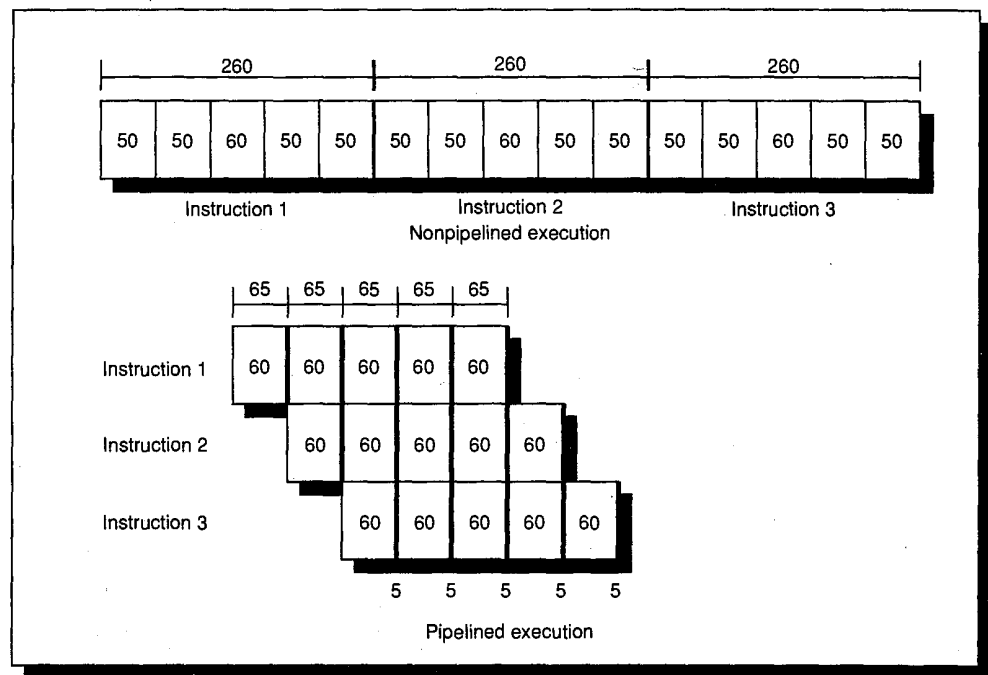 260 260 260
50 50 60 50 50 50 50 60 50 50 50 50 60 50 50
Instruction 1 Instruction 2 Instruction 3
Nonpipelined execution
65 65 65 65 65
Instruction 1 60 60 60 60 60
Instruction 2 60 60 60 60 60
Instruction 3 60 60 60 60 60
5 5 5 5 5
Pipelined execution